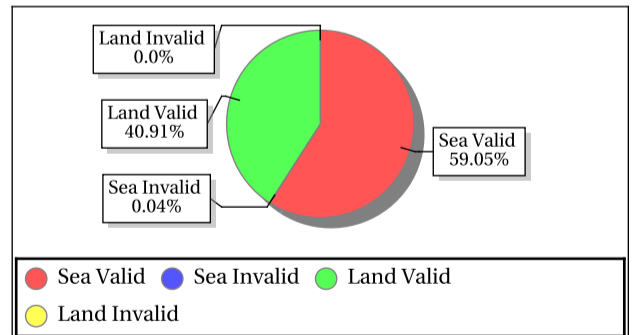 Land Invalid
0.0%
Land Valid
40.91%
Sea Valid
59.05%
Sea Invalid
0.04%
Sea Valid Sea Invalid Land Valid
Land Invalid